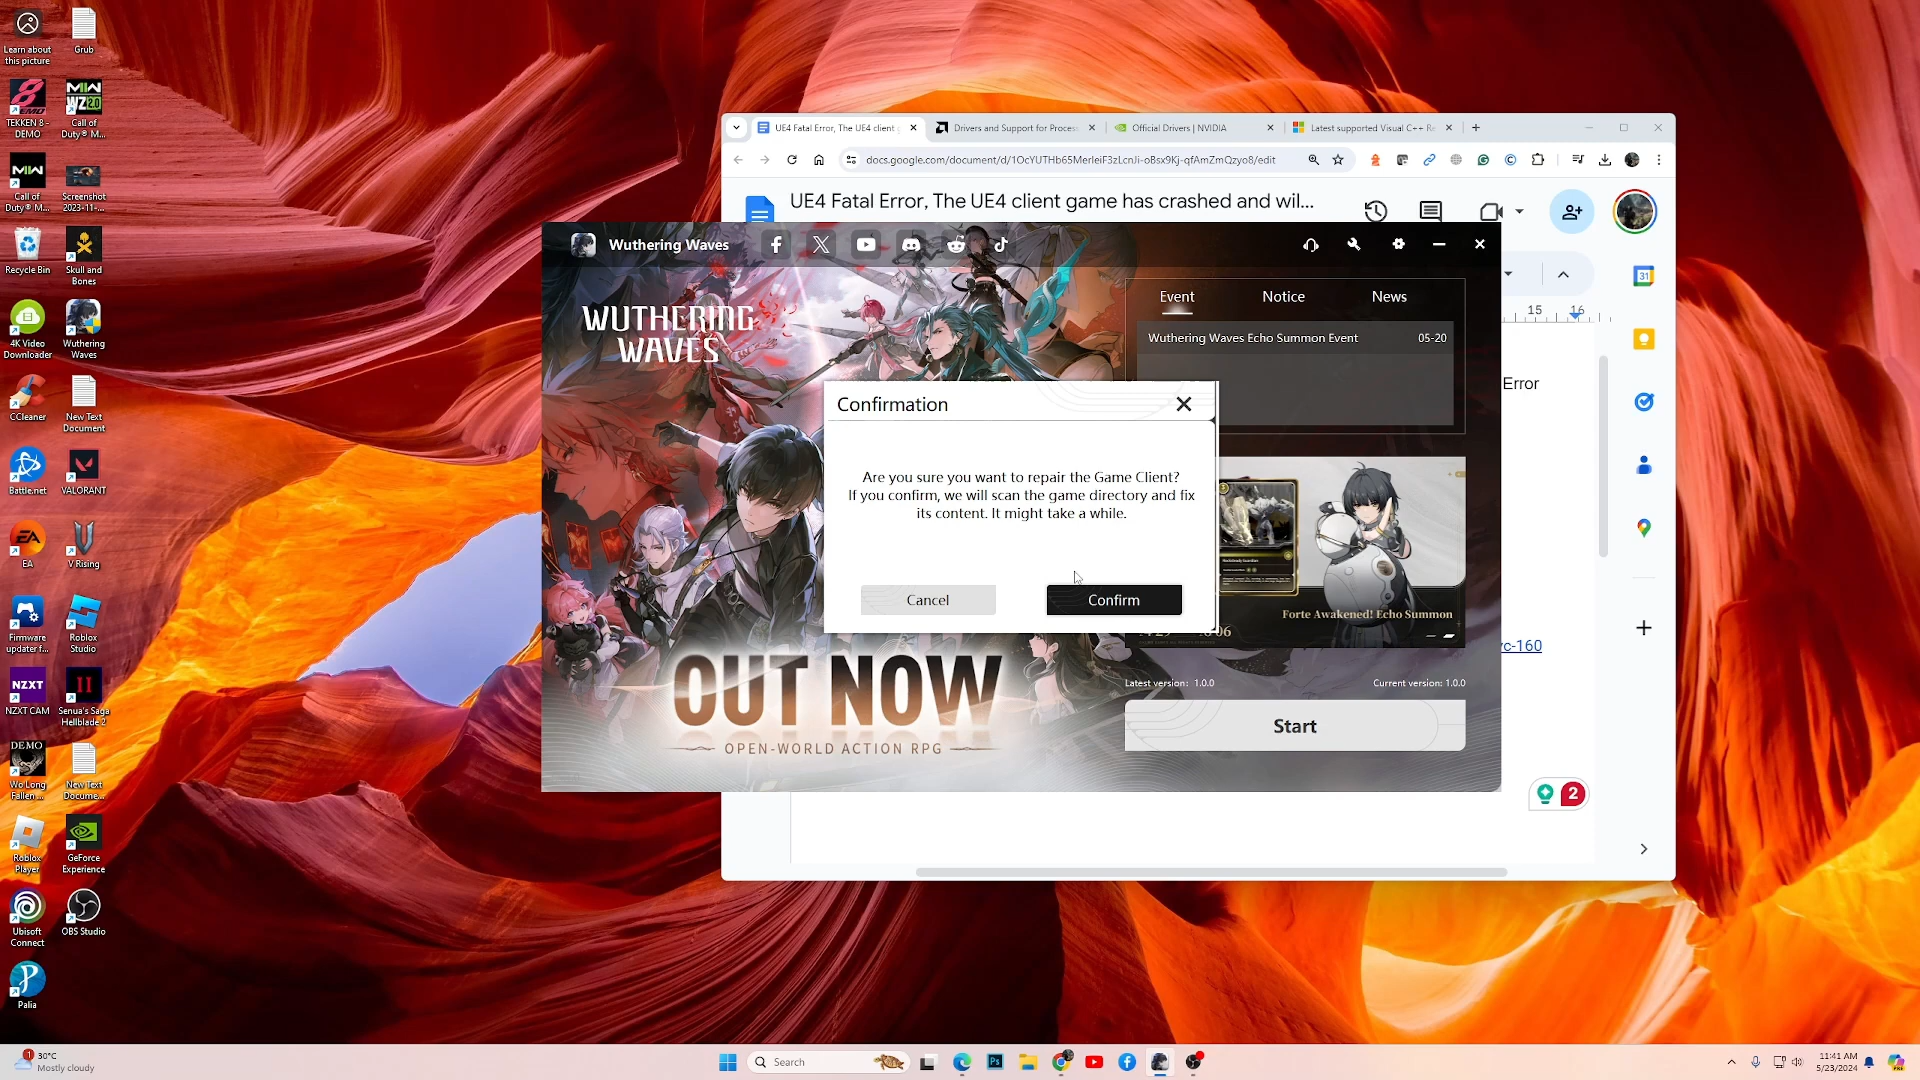 Learn about
this picture
Grub
TEKKEN 8 -
DEMO
Call of
Duty® M...
Call of
Duty® M...
Screenshot
2023-11-...
Recycle Bin
Skull and
Bones
4K Video
Downloader
Wuthering
Waves
CCleaner
New Text
Document
Battle.net
VALORANT
EA
V Rising
Firmware
updater f...
Roblox
Studio
NZXT
NZXT CAM
Senua's Saga
Hellblade 2
DEMO
Wo Long
Fallen ...
New Text
Docume...
Roblox
Player
GeForce
Experience
Ubisoft
Connect
OBS Studio
Palia
UE4 Fatal Error, The UE4 client g
Drivers and Support for Process
Official Drivers | NVIDIA
Latest supported Visual C++ Re
docs.google.com/document/d/1OcYUTHb65MerleiF3zLcnJi-oBsx9Kj-qfAmZmQzyo8/edit
UE4 Fatal Error, The UE4 client game has crashed and wil...
15 16
Error
vc-160
2
Wuthering Waves
WUTHERING
WAVES
Event
Notice
News
Wuthering Waves Echo Summon Event
05-20
Confirmation
Are you sure you want to repair the Game Client?
If you confirm, we will scan the game directory and fix
its content. It might take a while.
Cancel
Confirm
Forte Awakened! Echo Summon
OUT NOW
OPEN-WORLD ACTION RPG
Latest version: 1.0.0
Current version: 1.0.0
Start
30°C
Mostly cloudy
Search
11:41 AM
5/23/2024